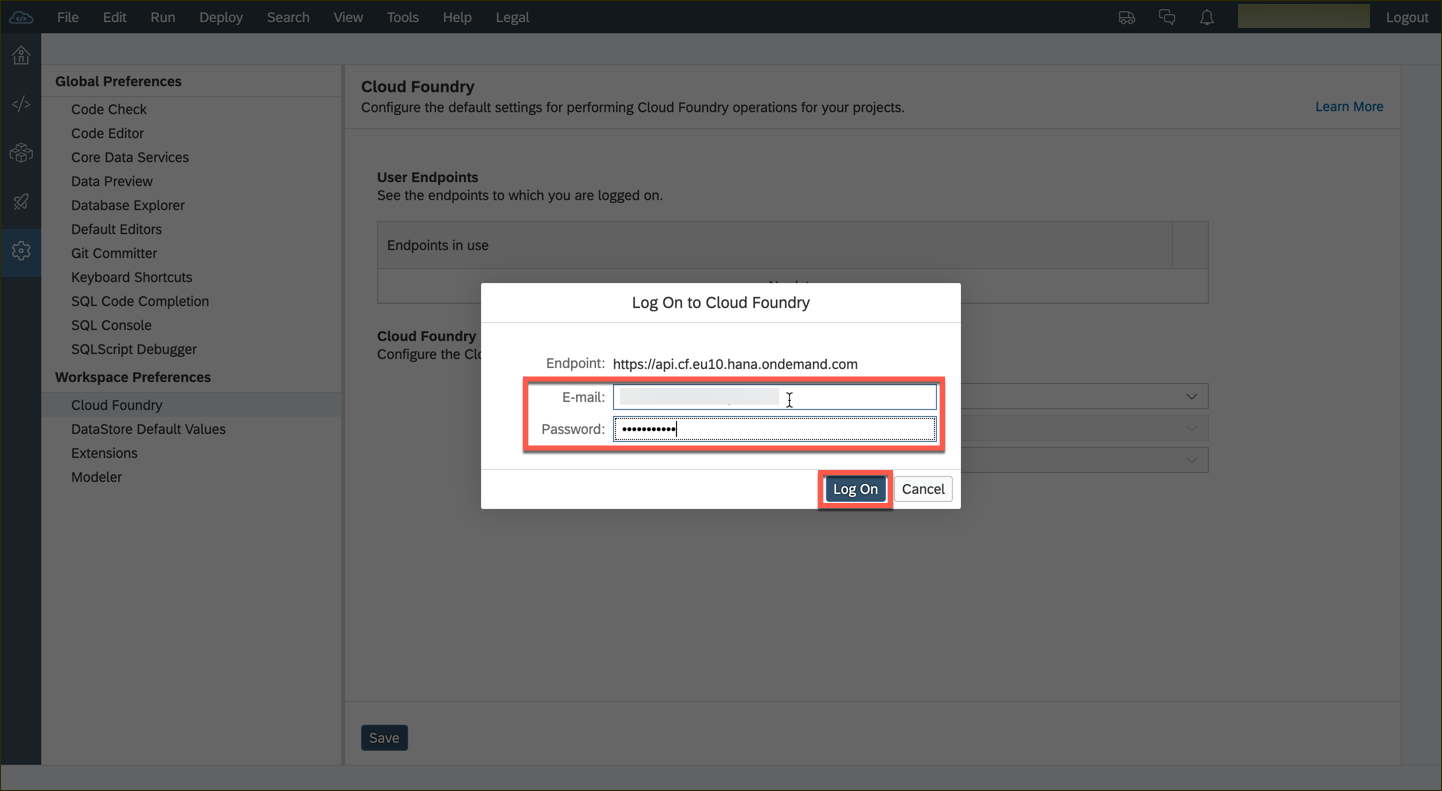 File Edit Run Deploy Search View Tools Help Legal Logout
Global Preferences
Code Check
Code Editor
Core Data Services
Data Preview
Database Explorer
Default Editors
Git Committer
Keyboard Shortcuts
SQL Code Completion
SQL Console
SQLScript Debugger
Workspace Preferences
Cloud Foundry
DataStore Default Values
Extensions
Modeler
Cloud Foundry
Configure the default settings for performing Cloud Foundry operations for your projects.
Learn More
User Endpoints
See the endpoints to which you are logged on.
Endpoints in use
Cloud Foundry
Configure the
Log On to Cloud Foundry
Endpoint: https://api.cf.eu10.hana.ondemand.com
E-mail:
Password: •••••••••••
Log On Cancel
Save